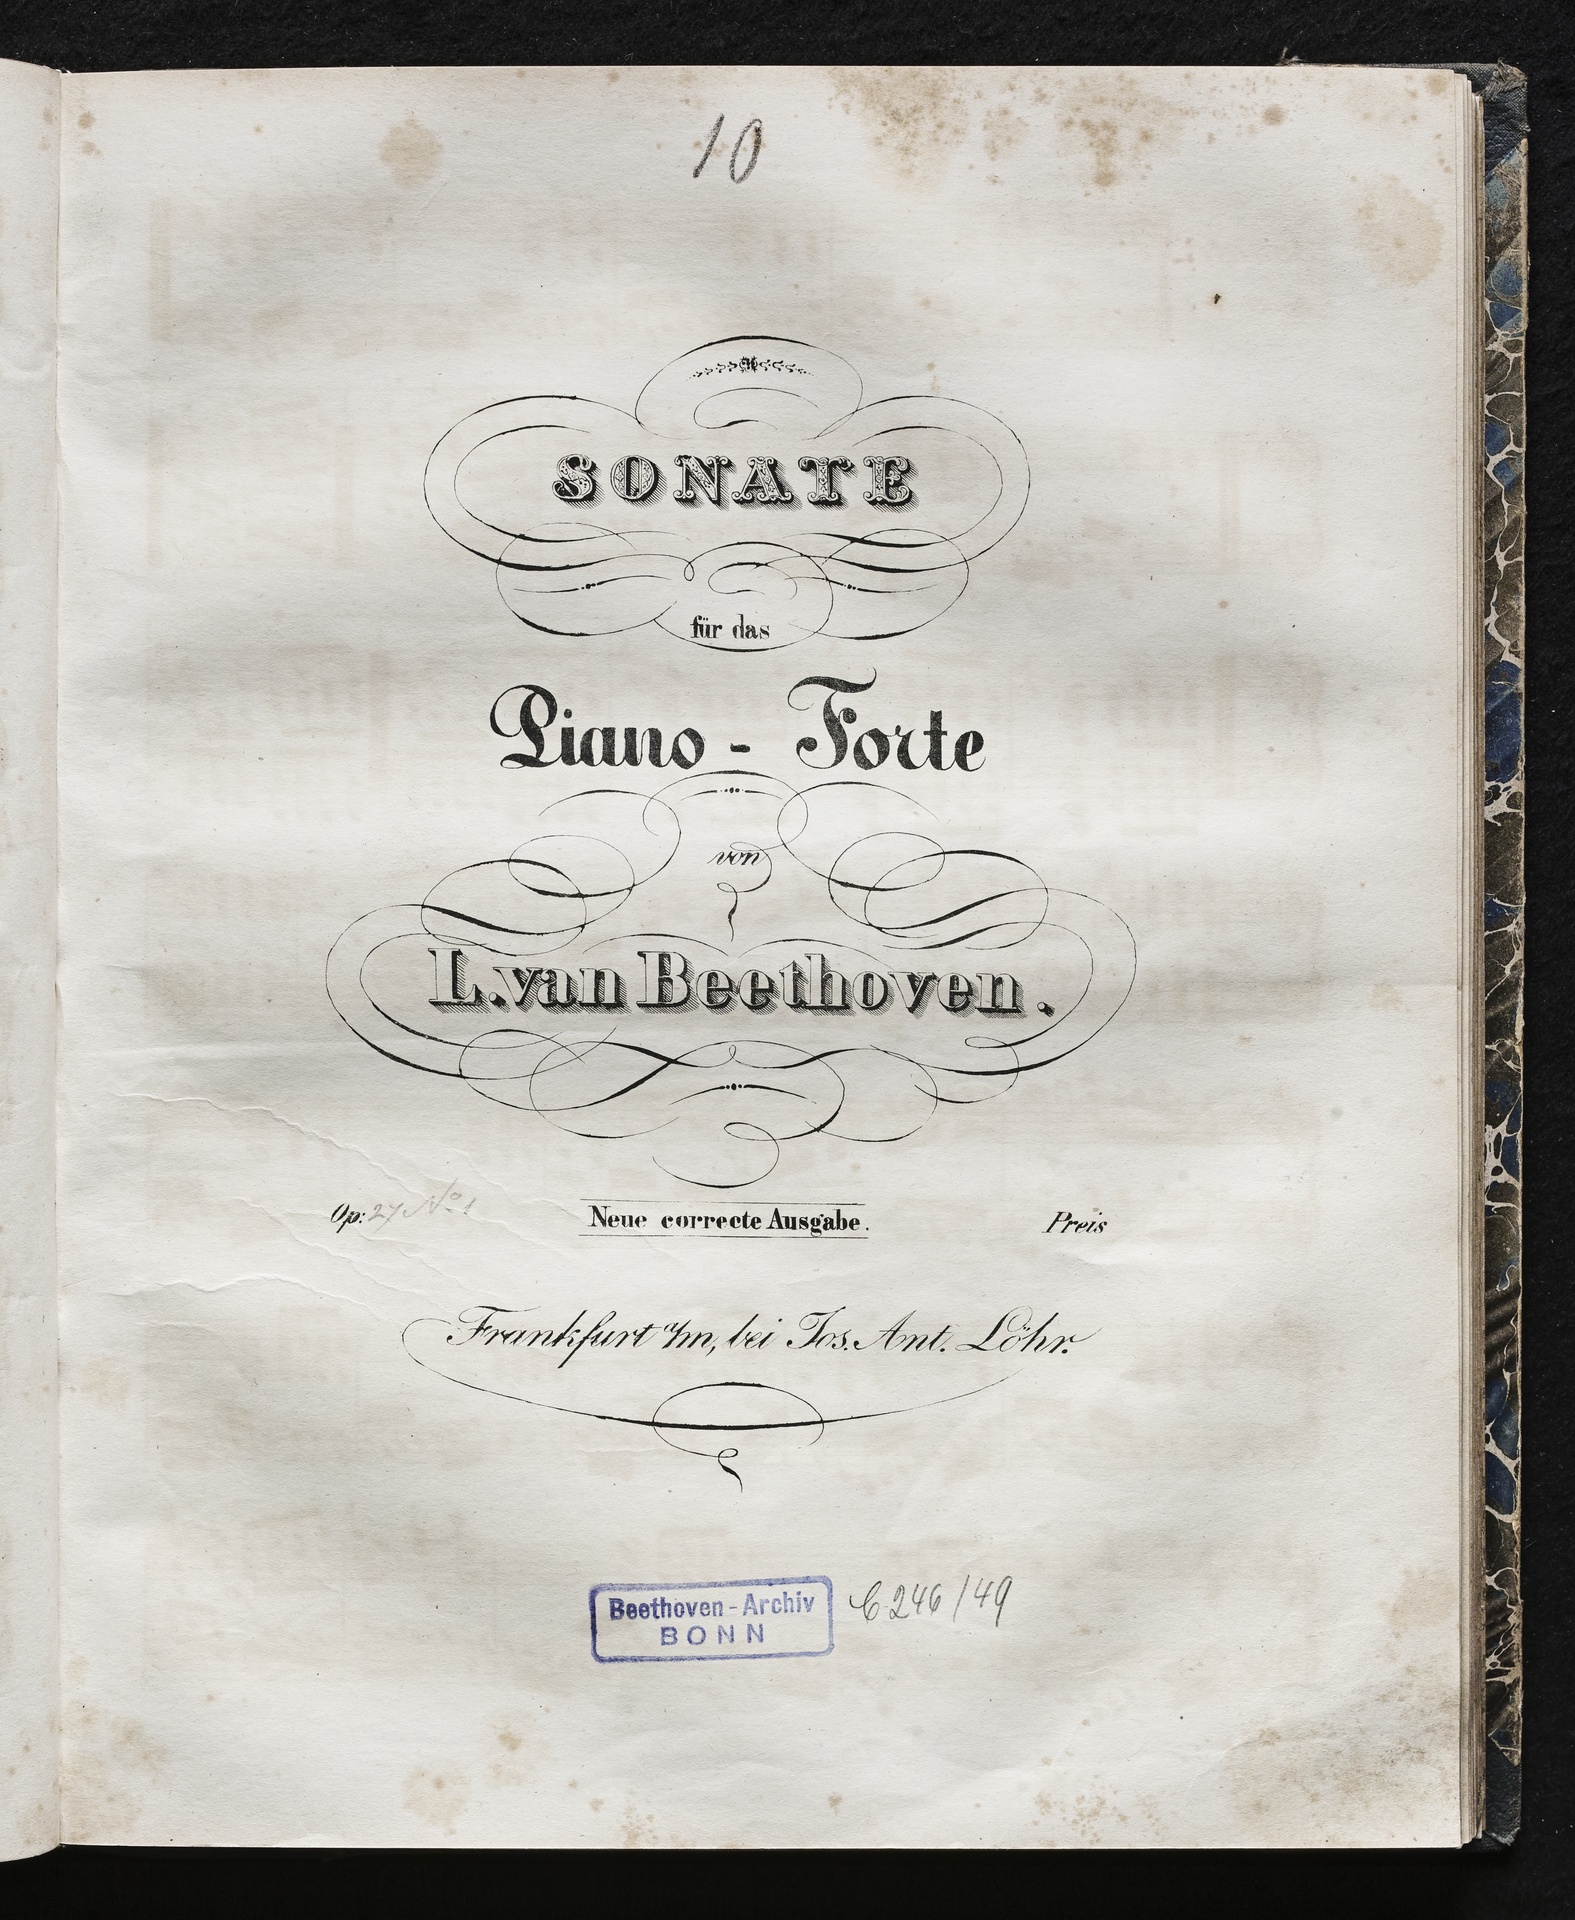 10
SONATE
für das
Piano - Forte
von
L. van Beethoven.
Op: 27 No. 1
Neue correcte Ausgabe.
Preis
Frankfurt a/m, bei Jos. Ant. Löhr.
Beethoven-Archiv
BONN
C 246/49